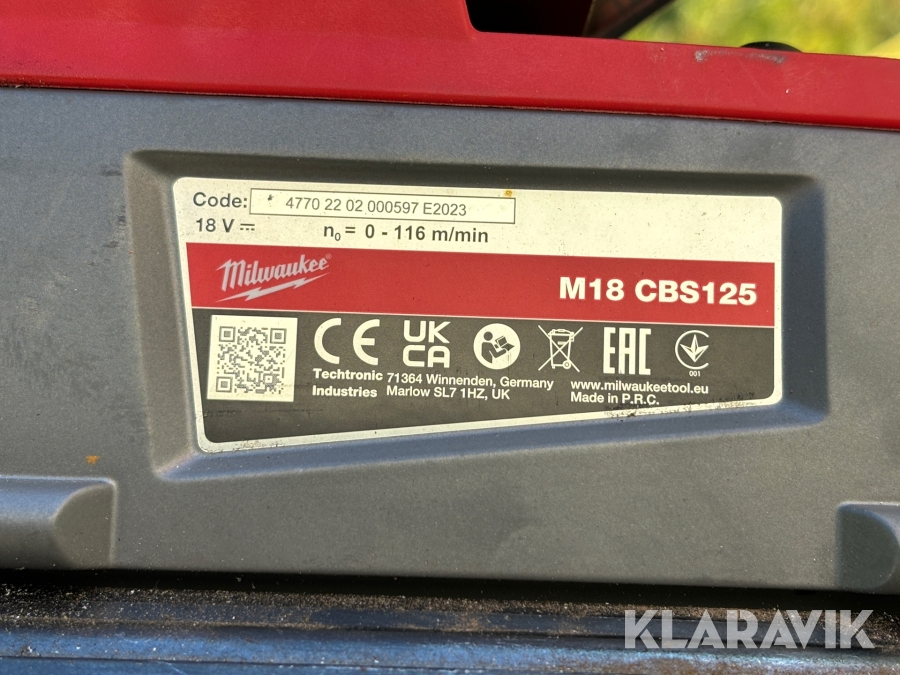 Code: * 4770 22 02 000597 E2023
18 V ⎓ n₀ = 0 - 116 m/min
Milwaukee®
M18 CBS125
CE UK CA EAC 001
Techtronic Industries
71364 Winnenden, Germany
Marlow SL7 1HZ, UK
www.milwaukeetool.eu
Made in P.R.C.
KLARAVIK